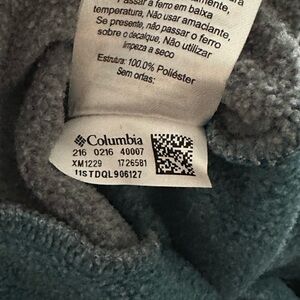 Passar a ferro em baixa
temperatura, Não usar amaciante.
Se presente, não passar o ferro
sobre o decalque, Não utilizar
limpeza a seco
Estrutura: 100.0% Poliéster
Sem orlas:
Columbia
216 0216 40007
XM1229 1726581
11STDQL906127